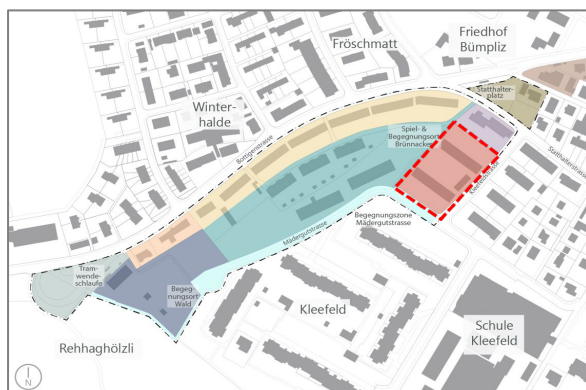 Friedhof
Bümpliz
Fröschmatt
Statthalter-
platz
Winter-
halde
Spiel- &
Begegnungsort
Brünnacker
Bottigenstrasse
Statthalterstrasse
Kleefeldstrasse
Begegnungszone
Mädergutstrasse
Mädergutstrasse
Tram-
wende-
schlaufe
Begeg-
nungsort
Wald
Kleefeld
Schule
Kleefeld
Rehhaghölzli
N